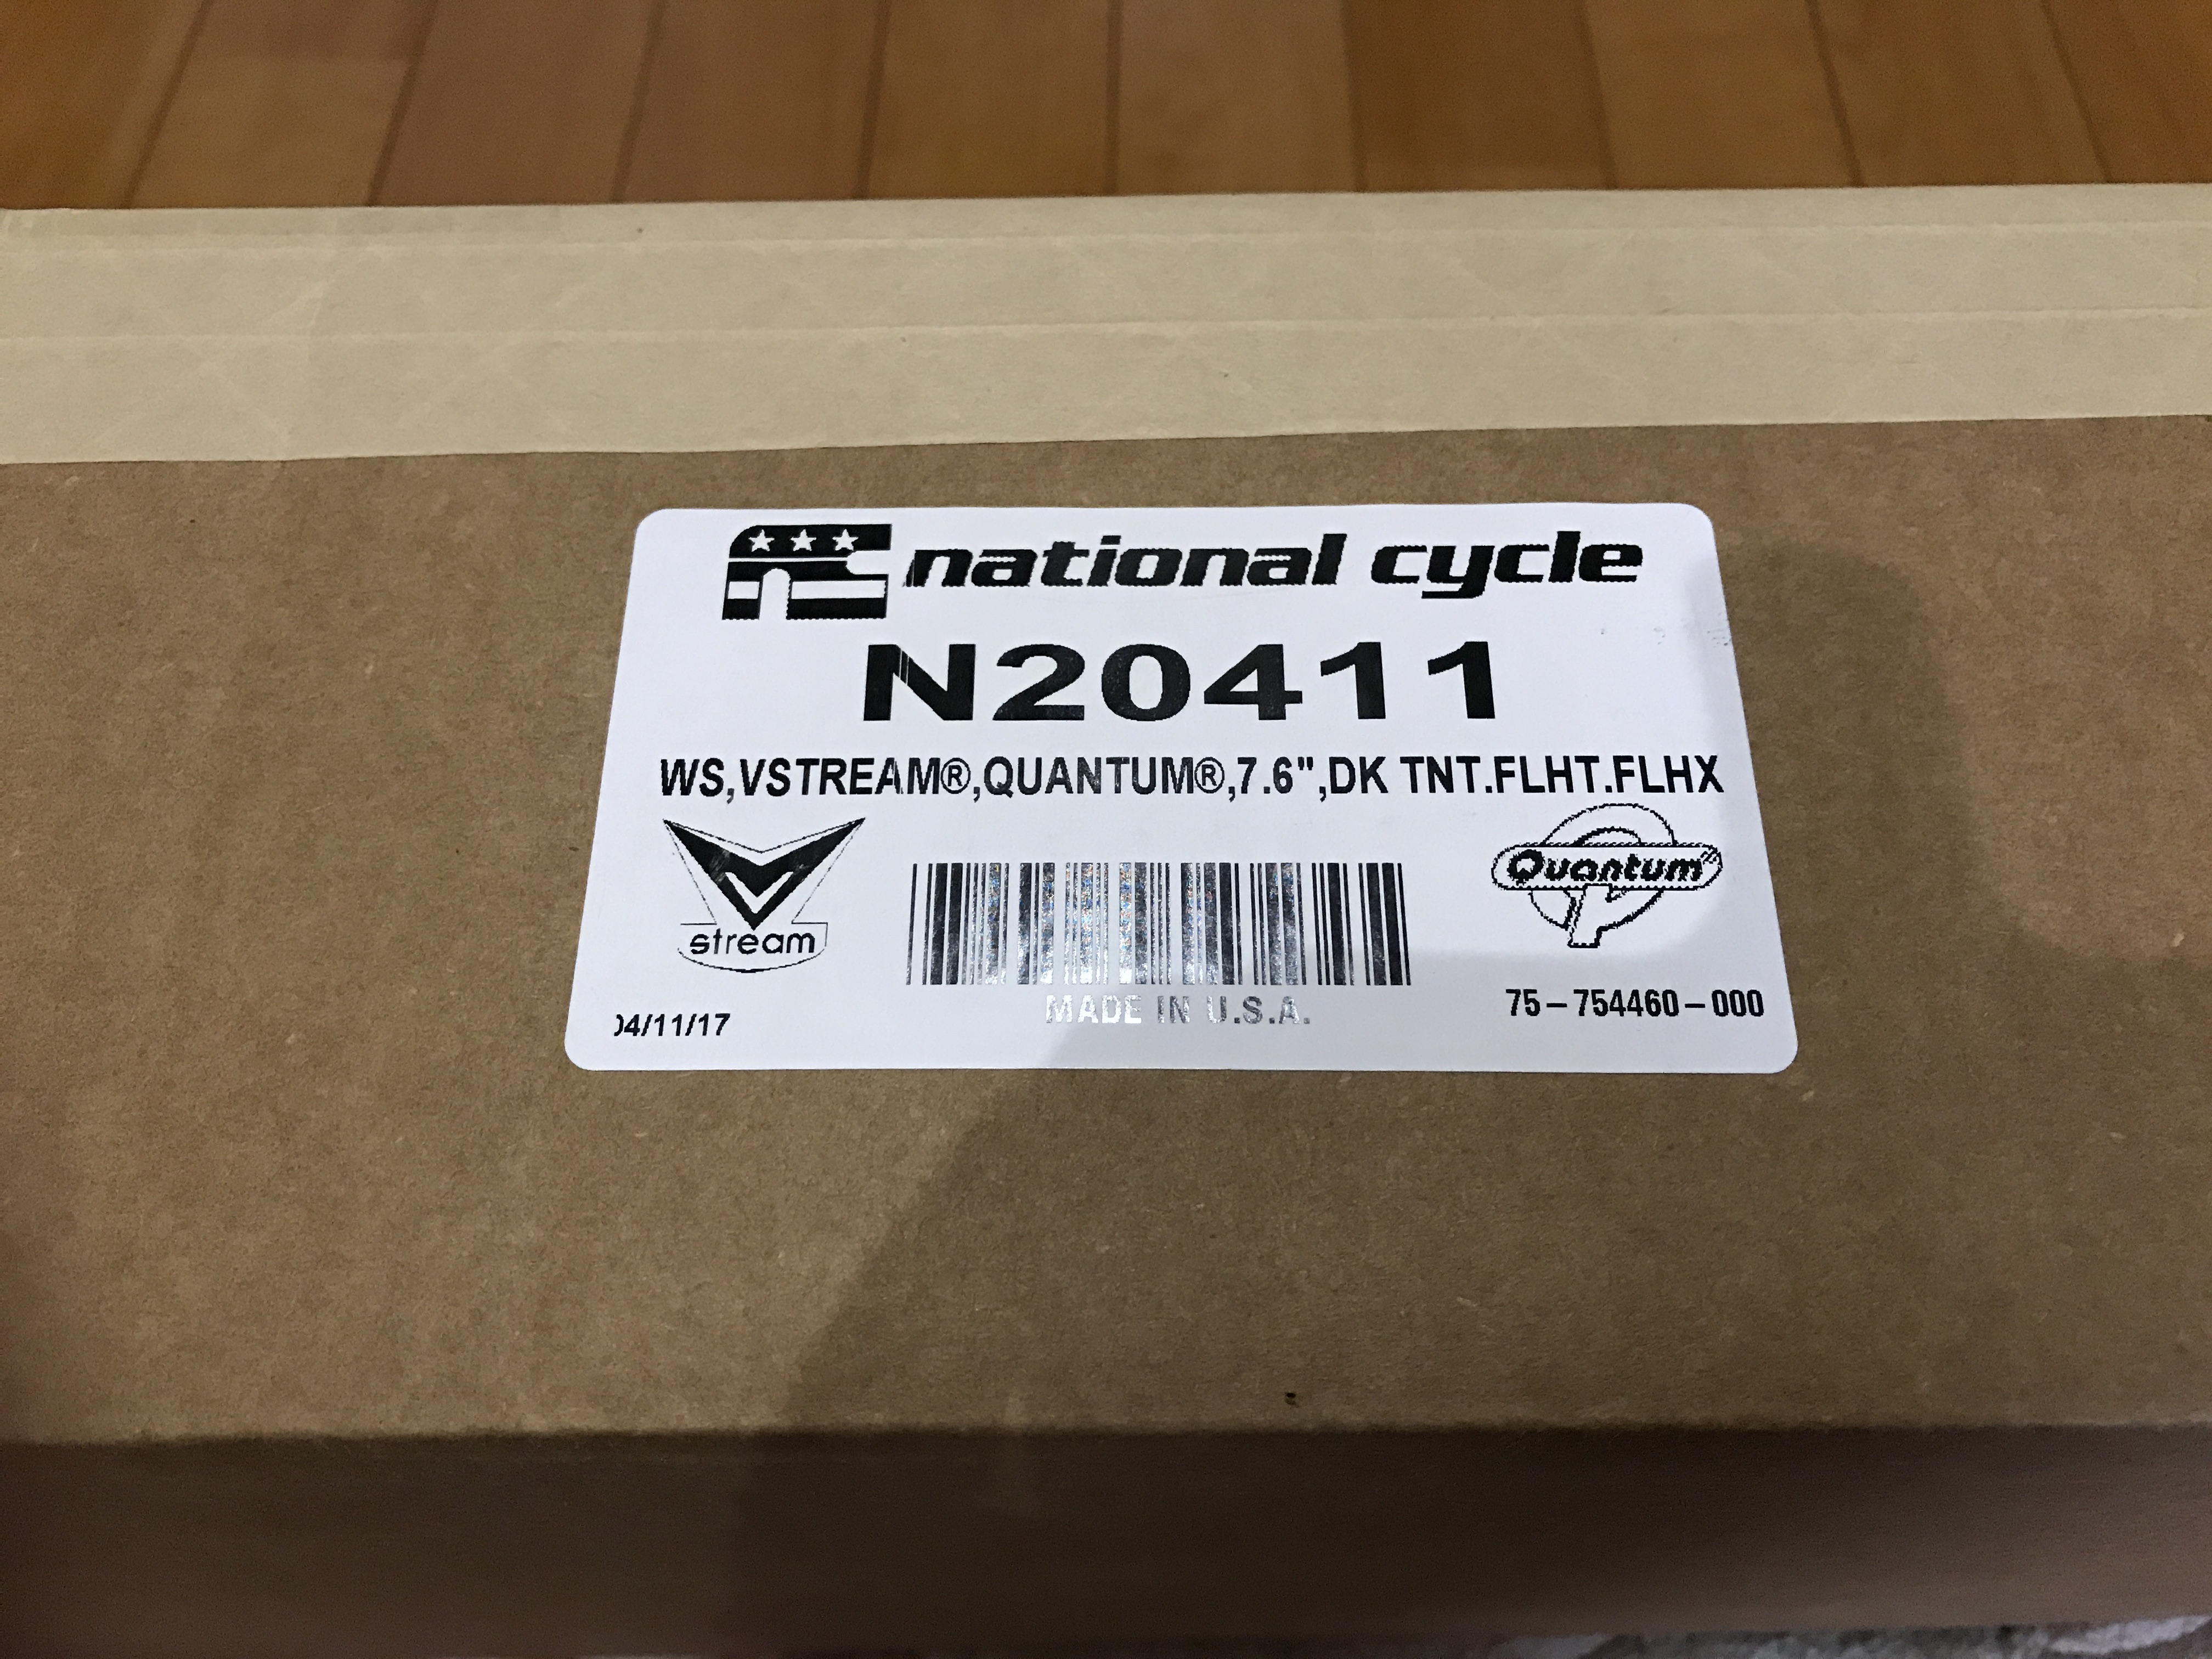 national cycle
N20411
WS,VSTREAM®,QUANTUM®,7.6",DK TNT.FLHT.FLHX
V
stream
Quantum®
MADE IN U.S.A.
04/11/17
75-754460-000